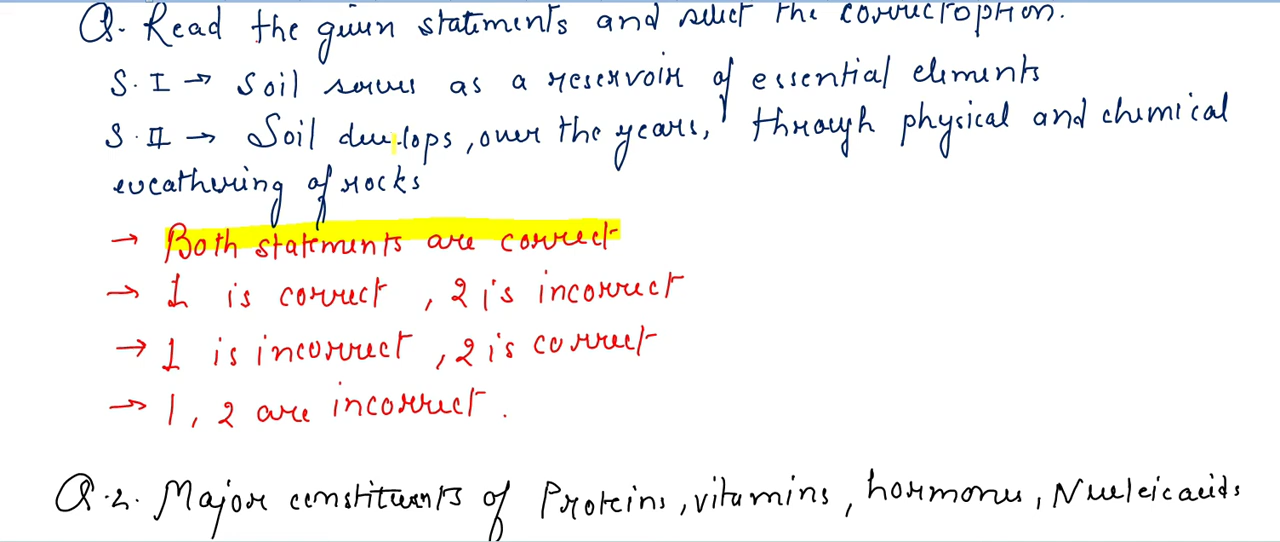 Q. Read the given statements and select the correct option.
S. I → Soil serves as a reservoir of essential elements
S. II → Soil develops, over the years, through physical and chemical
weathering of rocks
→ Both statements are correct
→ 1 is correct, 2 is incorrect
→ 1 is incorrect, 2 is correct
→ 1, 2 are incorrect.
Q.2. Major constituents of Proteins, vitamins, hormones, Nucleic acids